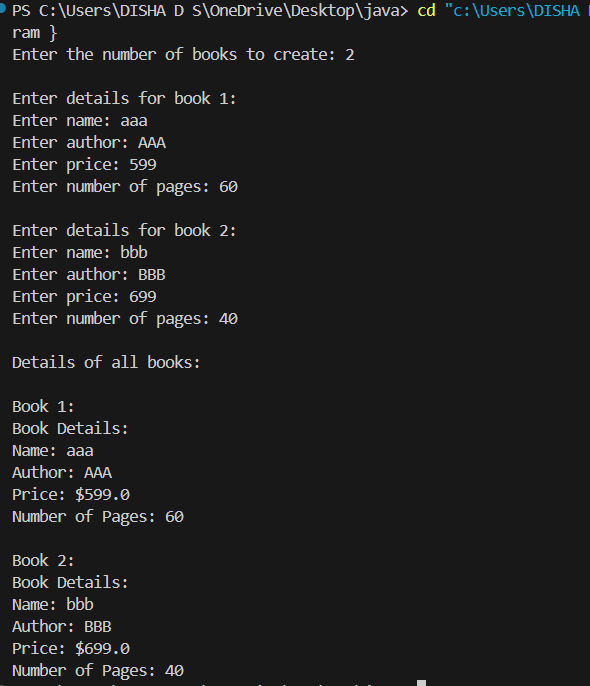 PS C:\Users\DISHA D S\OneDrive\Desktop\java> cd "c:\Users\DISHA
ram }
Enter the number of books to create: 2
Enter details for book 1:
Enter name: aaa
Enter author: AAA
Enter price: 599
Enter number of pages: 60
Enter details for book 2:
Enter name: bbb
Enter author: BBB
Enter price: 699
Enter number of pages: 40
Details of all books:
Book 1:
Book Details:
Name: aaa
Author: AAA
Price: $599.0
Number of Pages: 60
Book 2:
Book Details:
Name: bbb
Author: BBB
Price: $699.0
Number of Pages: 40